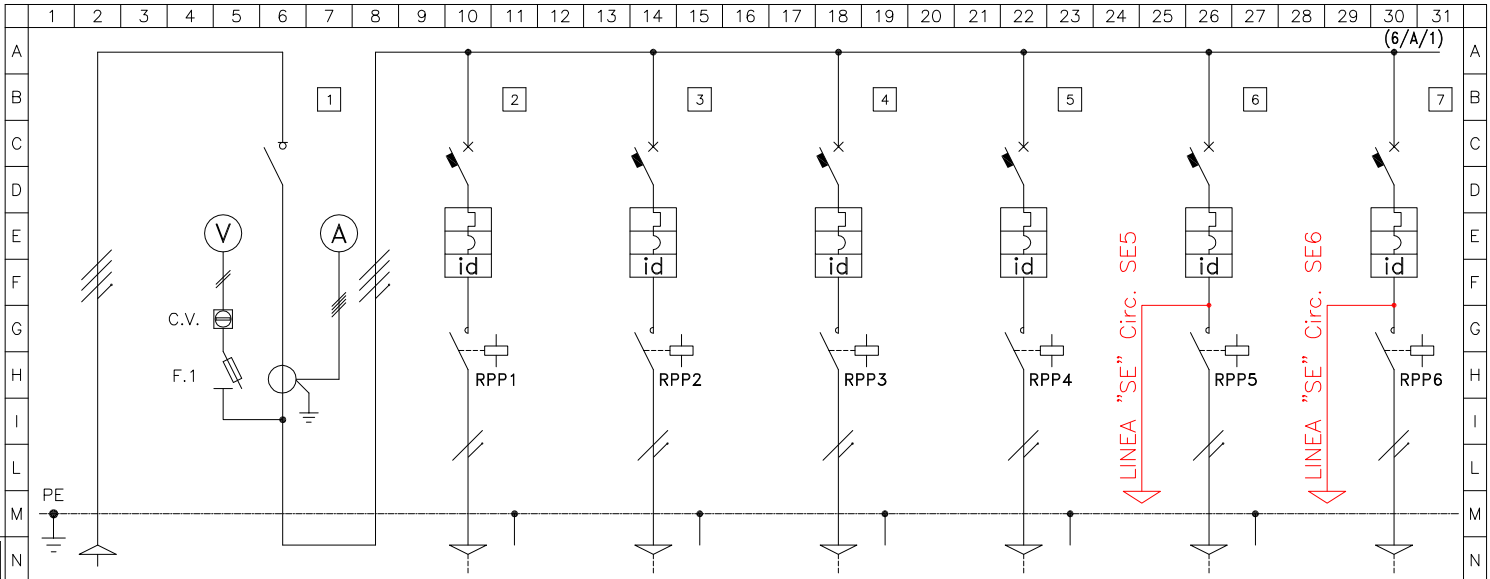 1 2 3 4 5 6 7 8 9 10 11 12 13 14 15 16 17 18 19 20 21 22 23 24 25 26 27 28 29 30 31
(6/A/1)
A A
1 2 3 4 5 6 7
B B
C C
D D
V A
E E
id id id id id id
F F
C.V.
G G
F.1
RPP1 RPP2 RPP3 RPP4 RPP5 RPP6
H H
LINEA "SE" Circ. SE5
LINEA "SE" Circ. SE6
I I
L L
PE
M M
N N